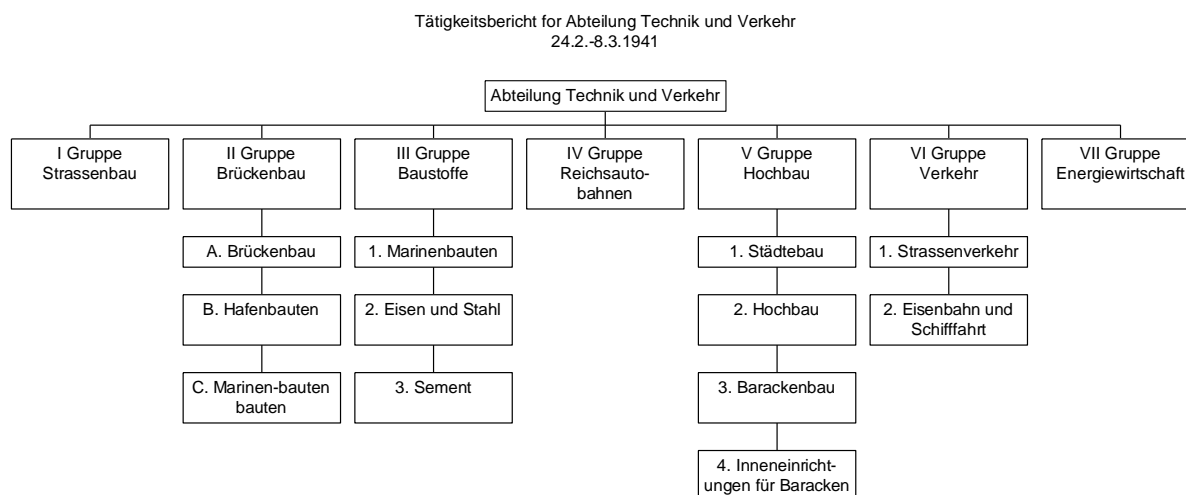 Tätigkeitsbericht for Abteilung Technik und Verkehr
24.2.-8.3.1941
Abteilung Technik und Verkehr
I Gruppe
Strassenbau
II Gruppe
Brückenbau
III Gruppe
Baustoffe
IV Gruppe
Reichsauto-
bahnen
V Gruppe
Hochbau
VI Gruppe
Verkehr
VII Gruppe
Energiewirtschaft
A. Brückenbau
B. Hafenbauten
C. Marinen-bauten
bauten
1. Marinenbauten
2. Eisen und Stahl
3. Sement
1. Städtebau
2. Hochbau
3. Barackenbau
4. Inneneinricht-
ungen für Baracken
1. Strassenverkehr
2. Eisenbahn und
Schifffahrt